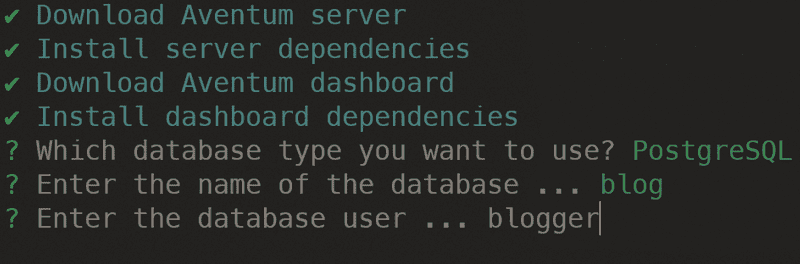 ✔ Download Aventum server
✔ Install server dependencies
✔ Download Aventum dashboard
✔ Install dashboard dependencies
? Which database type you want to use? PostgreSQL
? Enter the name of the database ... blog
? Enter the database user ... blogger